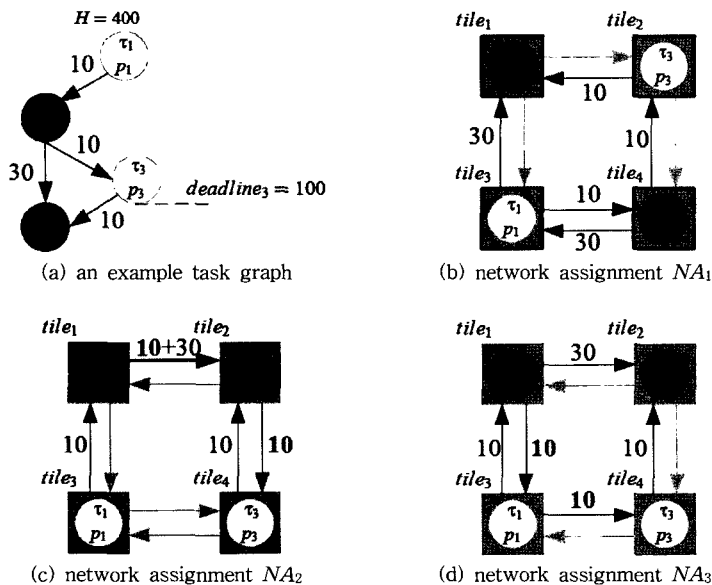 H = 400
τ1
p1
10
10
30
τ3
p3
10
deadline3 = 100
(a) an example task graph
tile1
tile2
τ3
p3
10
30
10
tile3
tile4
10
τ1
p1
30
(b) network assignment NA1
tile1
tile2
10+30
10
10
10
tile3
tile4
τ1
p1
τ3
p3
(c) network assignment NA2
tile1
tile2
30
10
10
10
tile3
tile4
10
τ1
p1
τ3
p3
(d) network assignment NA3